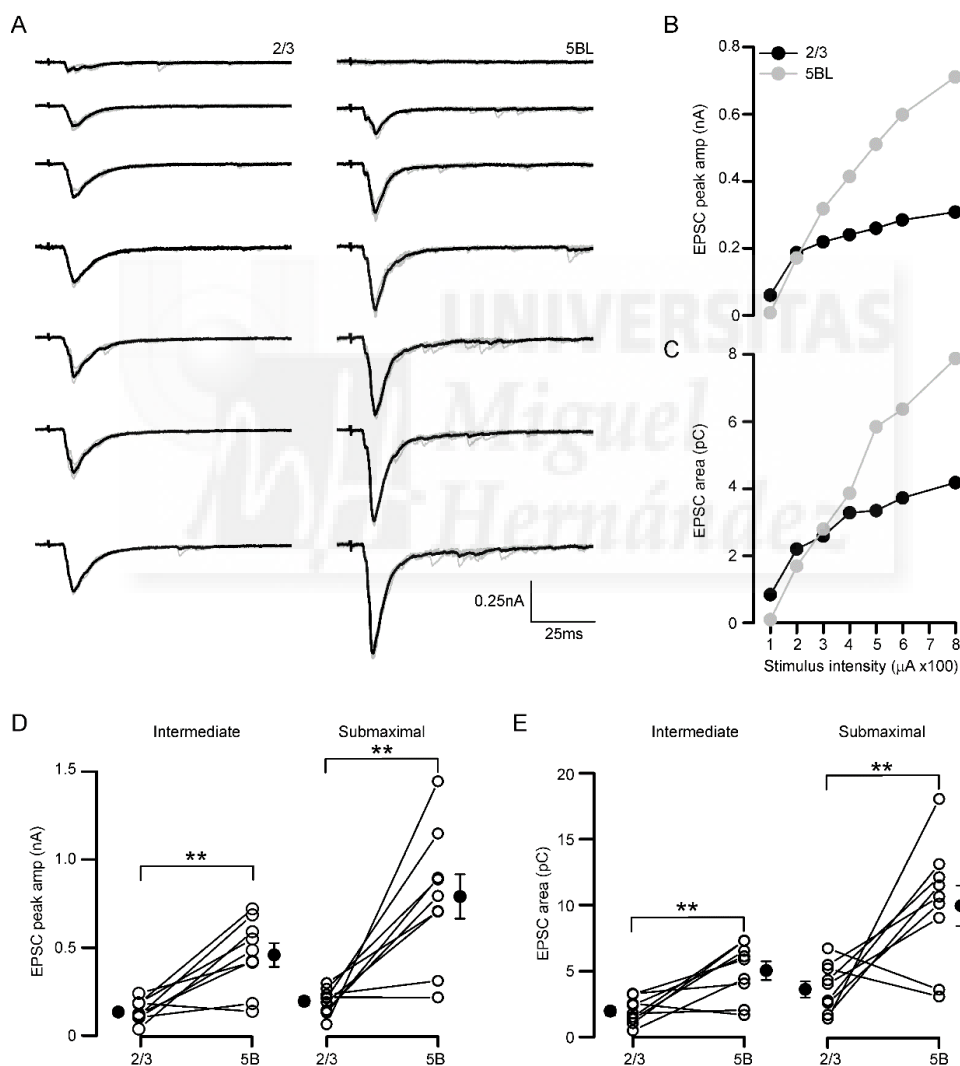 A
2/3
5BL
0.25nA
25ms
B
2/3
5BL
EPSC peak amp (nA)
0.8
0.6
0.4
0.2
0
C
EPSC area (pC)
8
6
4
2
0
1 2 3 4 5 6 7 8
Stimulus intensity (μA x100)
UNIVERSITAS
Miguel
Hernández
D
Intermediate
Submaximal
**
**
EPSC peak amp (nA)
1.5
1.0
0.5
0
2/3 5B 2/3 5B
E
Intermediate
Submaximal
**
**
EPSC area (pC)
20
15
10
5
0
2/3 5B 2/3 5B